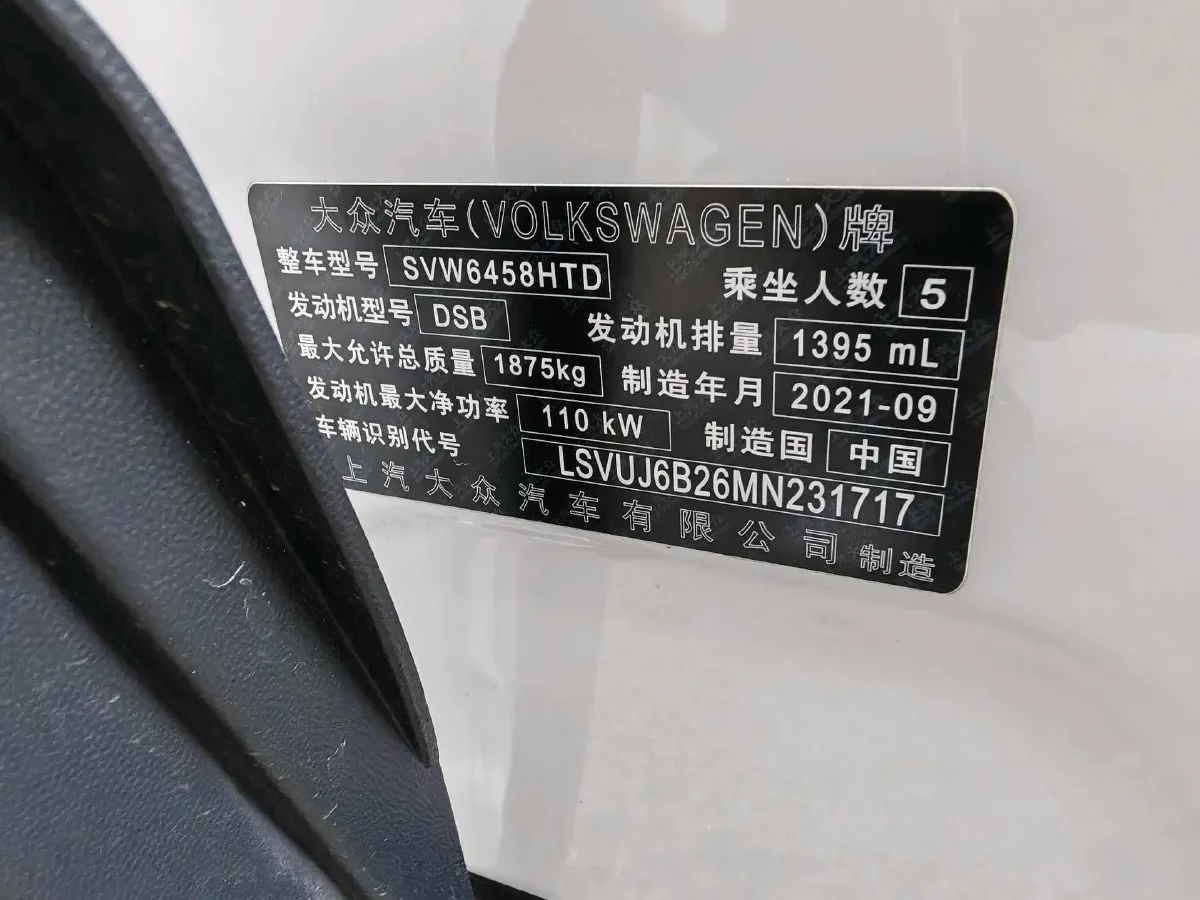 大众汽车(VOLKSWAGEN)牌
整车型号 SVW6458HTD 乘坐人数 5
发动机型号 DSB 发动机排量 1395 mL
最大允许总质量 1875kg 制造年月 2021-09
发动机最大净功率 110 kW 制造国 中国
车辆识别代号 LSVUJ6B26MN231717
上汽大众汽车有限公司制造